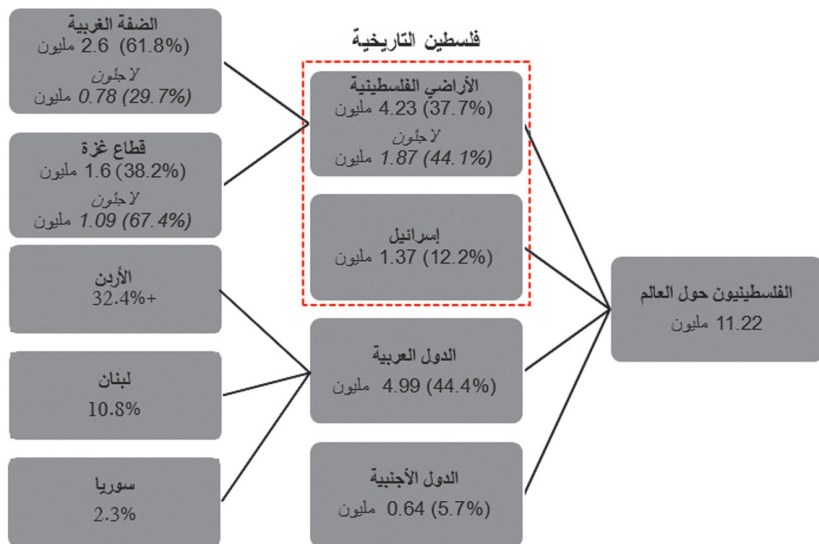 فلسطين التاريخية
الفلسطينيون حول العالم
11.22 مليون
الأراضي الفلسطينية
4.23 (37.7%) مليون
لاجئون
1.87 (44.1%) مليون
إسرائيل
1.37 (12.2%) مليون
الدول العربية
4.99 (44.4%) مليون
الدول الأجنبية
0.64 (5.7%) مليون
الضفة الغربية
2.6 (61.8%) مليون
لاجئون
0.78 (29.7%) مليون
قطاع غزة
1.6 (38.2%) مليون
لاجئون
1.09 (67.4%) مليون
الأردن
32.4%+
لبنان
10.8%
سوريا
2.3%